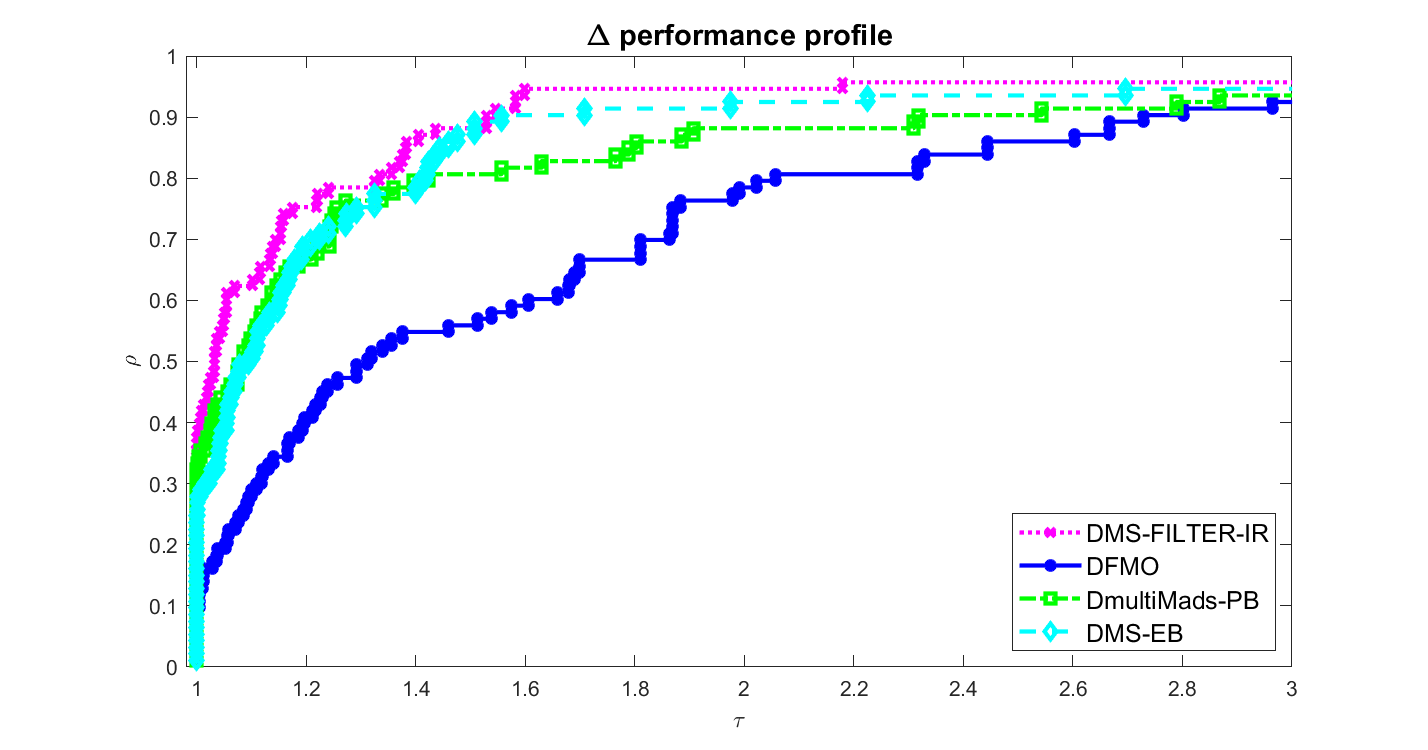 Δ performance profile
1
0.9
0.8
0.7
0.6
0.5
0.4
0.3
0.2
0.1
0
ρ
1 1.2 1.4 1.6 1.8 2 2.2 2.4 2.6 2.8 3
τ
DMS-FILTER-IR
DFMO
DmultiMads-PB
DMS-EB